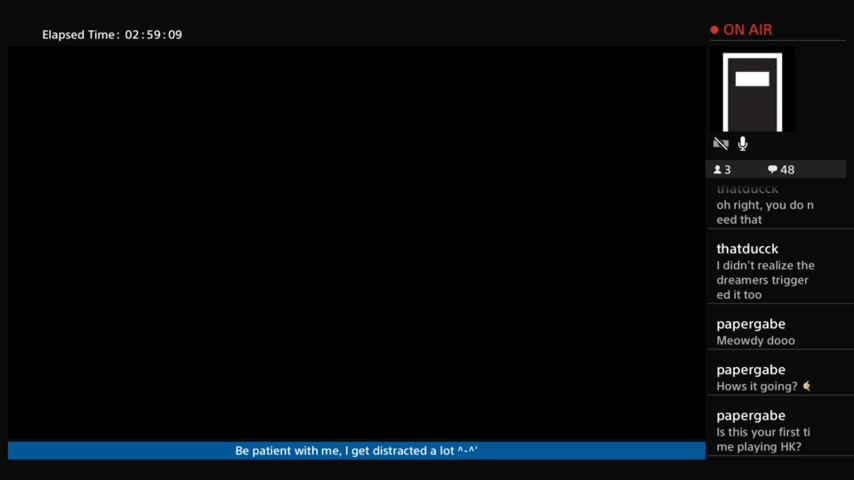 Elapsed Time: 02:59:09
ON AIR
3 48
thatducck
oh right, you do n
eed that
thatducck
I didn't realize the
dreamers trigger
ed it too
papergabe
Meowdy dooo
papergabe
Hows it going? 🤙🏼
papergabe
Is this your first ti
me playing HK?
Be patient with me, I get distracted a lot ^-^'